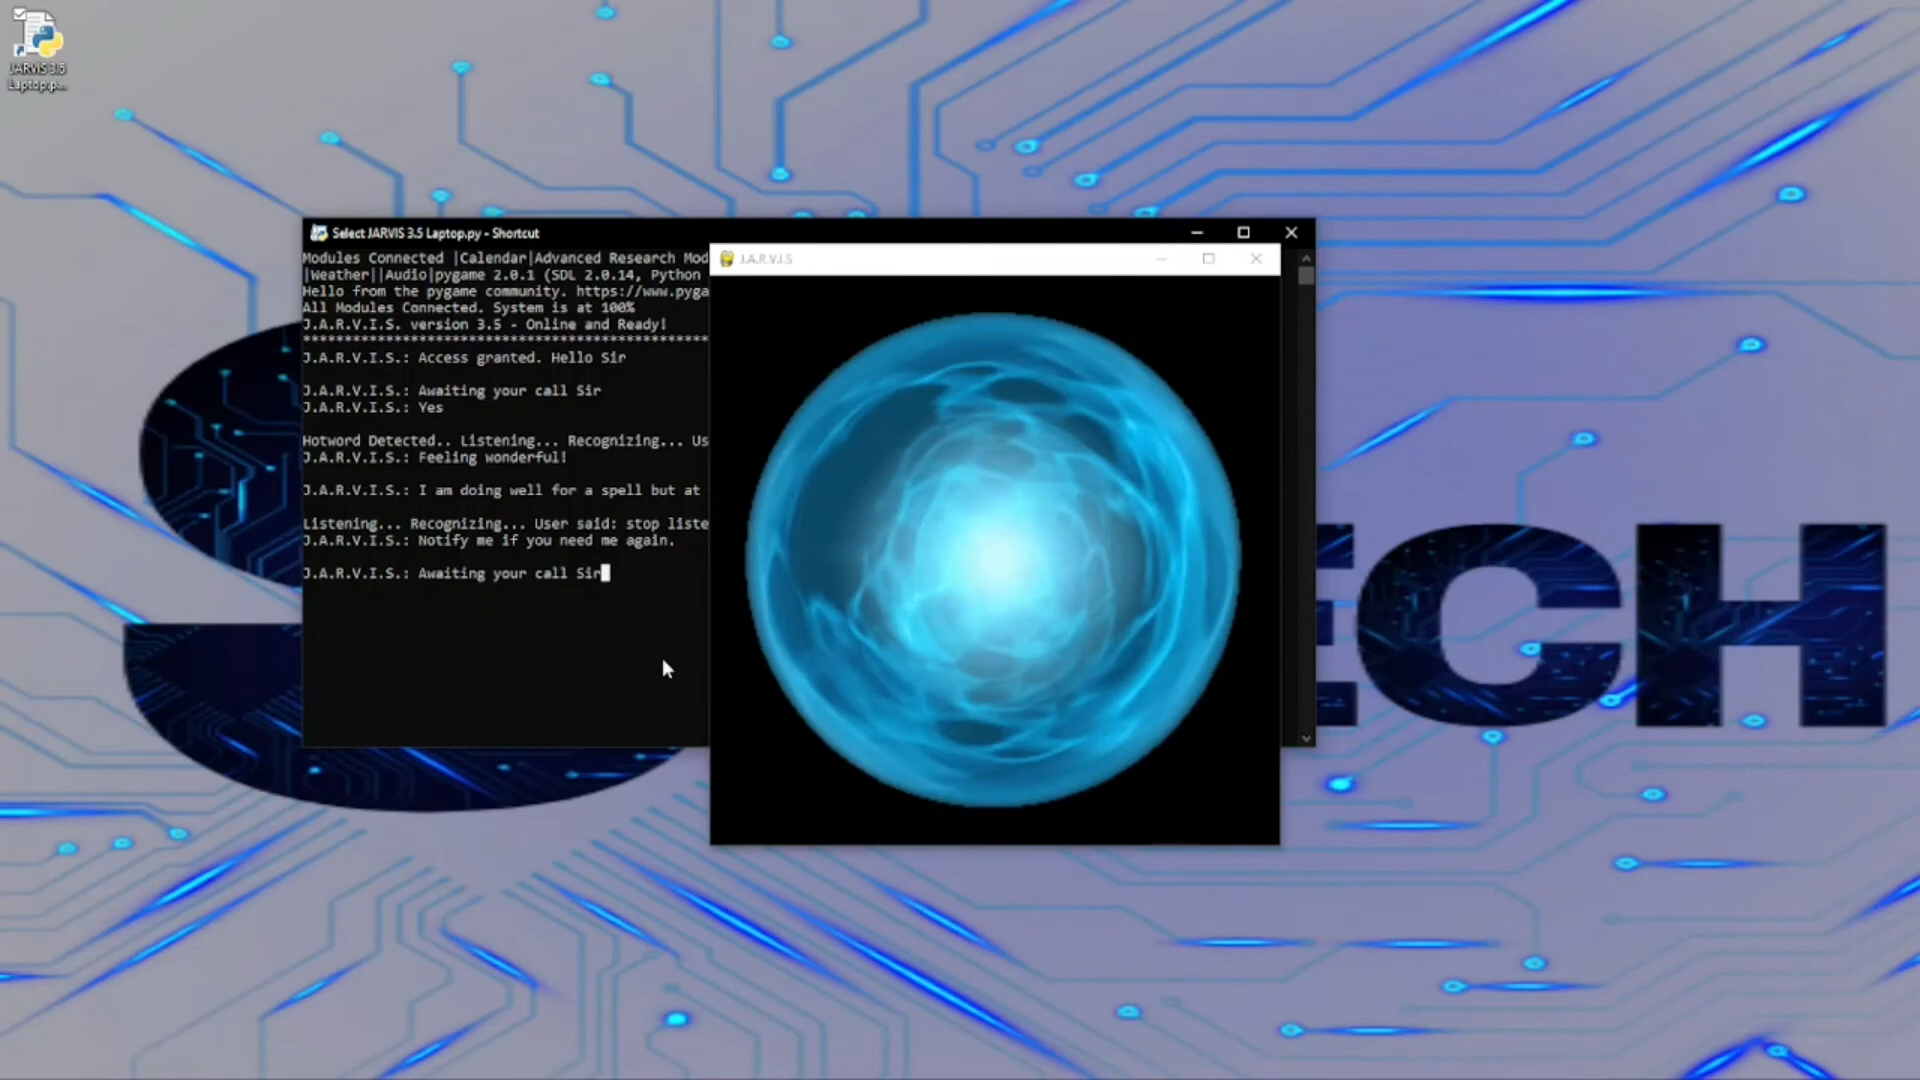 JARVIS 3.5
Laptop.p...
Select JARVIS 3.5 Laptop.py - Shortcut
Modules Connected |Calendar|Advanced Research Mod
|Weather||Audio|pygame 2.0.1 (SDL 2.0.14, Python
Hello from the pygame community. https://www.pyga
All Modules Connected. System is at 100%
J.A.R.V.I.S. version 3.5 - Online and Ready!
*************************************************
J.A.R.V.I.S.: Access granted. Hello Sir
J.A.R.V.I.S.: Awaiting your call Sir
J.A.R.V.I.S.: Yes
Hotword Detected.. Listening... Recognizing... Us
J.A.R.V.I.S.: Feeling wonderful!
J.A.R.V.I.S.: I am doing well for a spell but at
Listening... Recognizing... User said: stop liste
J.A.R.V.I.S.: Notify me if you need me again.
J.A.R.V.I.S.: Awaiting your call Sir
J.A.R.V.I.S
ECH